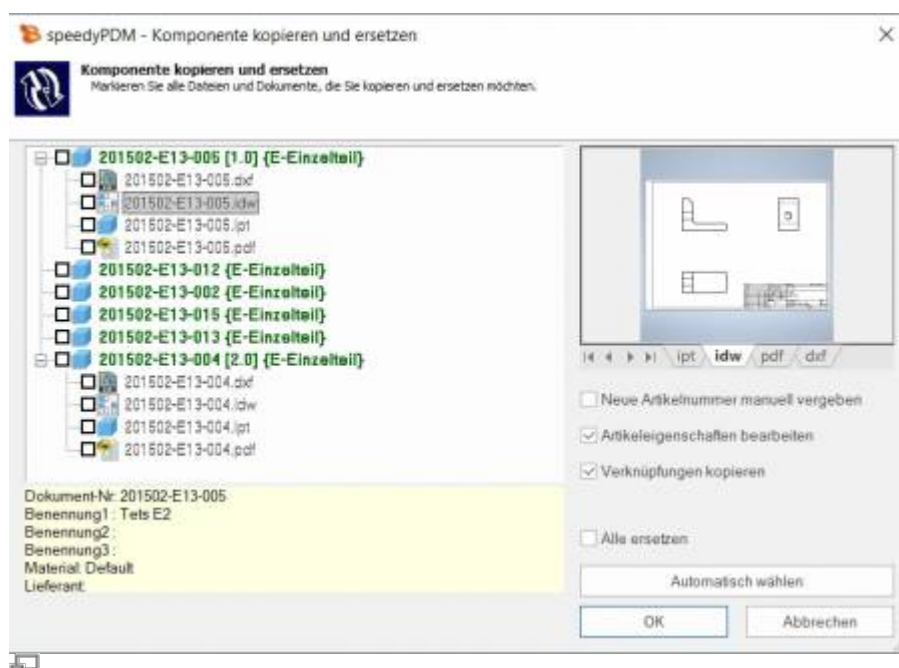 speedyPDM - Komponente kopieren und ersetzen
Komponente kopieren und ersetzen
Markieren Sie alle Dateien und Dokumente, die Sie kopieren und ersetzen möchten.
201502-E13-005 [1.0] {E-Einzelteil}
201502-E13-005.dxf
201502-E13-005.idw
201502-E13-005.ipt
201502-E13-005.pdf
201502-E13-012 {E-Einzelteil}
201502-E13-002 {E-Einzelteil}
201502-E13-015 {E-Einzelteil}
201502-E13-013 {E-Einzelteil}
201502-E13-004 [2.0] {E-Einzelteil}
201502-E13-004.dxf
201502-E13-004.idw
201502-E13-004.ipt
201502-E13-004.pdf
Dokument-Nr: 201502-E13-005
Benennung1 : Tets E2
Benennung2 :
Benennung3 :
Material: Default
Lieferant:
ipt idw pdf dxf
Neue Artikelnummer manuell vergeben
Artikeleigenschaften bearbeiten
Verknüpfungen kopieren
Alle ersetzen
Automatisch wählen
OK Abbrechen